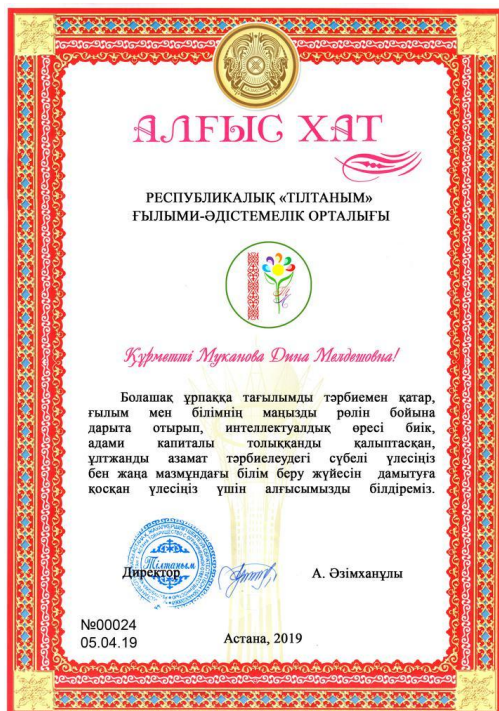 АЛҒЫС ХАТ
РЕСПУБЛИКАЛЫҚ «ТІЛТАНЫМ»
ҒЫЛЫМИ-ӘДІСТЕМЕЛІК ОРТАЛЫҒЫ
Құрметті Муканова Дина Мелдешовна!
Болашақ ұрпаққа тағылымды тәрбиемен қатар,
ғылым мен білімнің маңызды рөлін бойына
дарыта отырып, интеллектуалдық өресі биік,
адами капиталы толыққанды қалыптасқан,
ұлтжанды азамат тәрбиелеудегі сүбелі үлесіңіз
бен жаңа мазмұндағы білім беру жүйесін дамытуға
қосқан үлесіңіз үшін алғысымызды білдіреміз.
Тілтаным
Директор А. Әзімханұлы
№00024
05.04.19
Астана, 2019